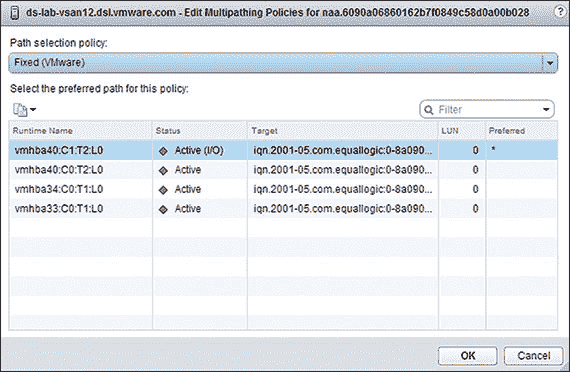 ds-lab-vsan12.dsl.vmware.com - Edit Multipathing Policies for naa.6090a06860162b7f0849c58d0a00b028
Path selection policy:
Fixed (VMware)
Select the preferred path for this policy:
Filter
Runtime Name Status Target LUN Preferred
vmhba40:C1:T2:L0 Active (I/O) iqn.2001-05.com.equallogic:0-8a090... 0 *
vmhba40:C0:T2:L0 Active iqn.2001-05.com.equallogic:0-8a090... 0
vmhba34:C0:T1:L0 Active iqn.2001-05.com.equallogic:0-8a090... 0
vmhba33:C0:T1:L0 Active iqn.2001-05.com.equallogic:0-8a090... 0
OK Cancel